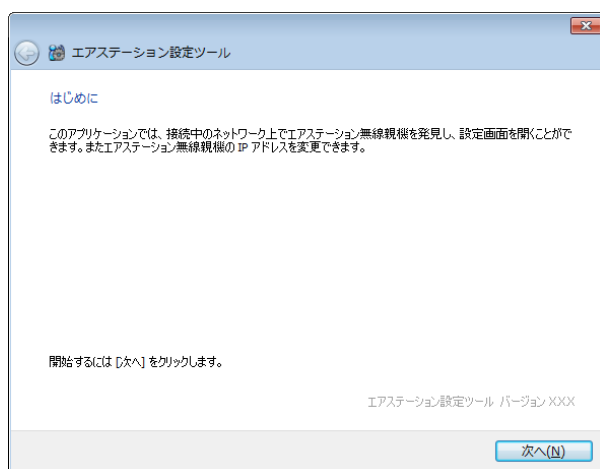 エアステーション設定ツール
はじめに
このアプリケーションでは、接続中のネットワーク上でエアステーション無線親機を発見し、設定画面を開くことがで
きます。またエアステーション無線親機の IP アドレスを変更できます。
開始するには [次へ] をクリックします。
エアステーション設定ツール バージョン XXX
次へ(N)